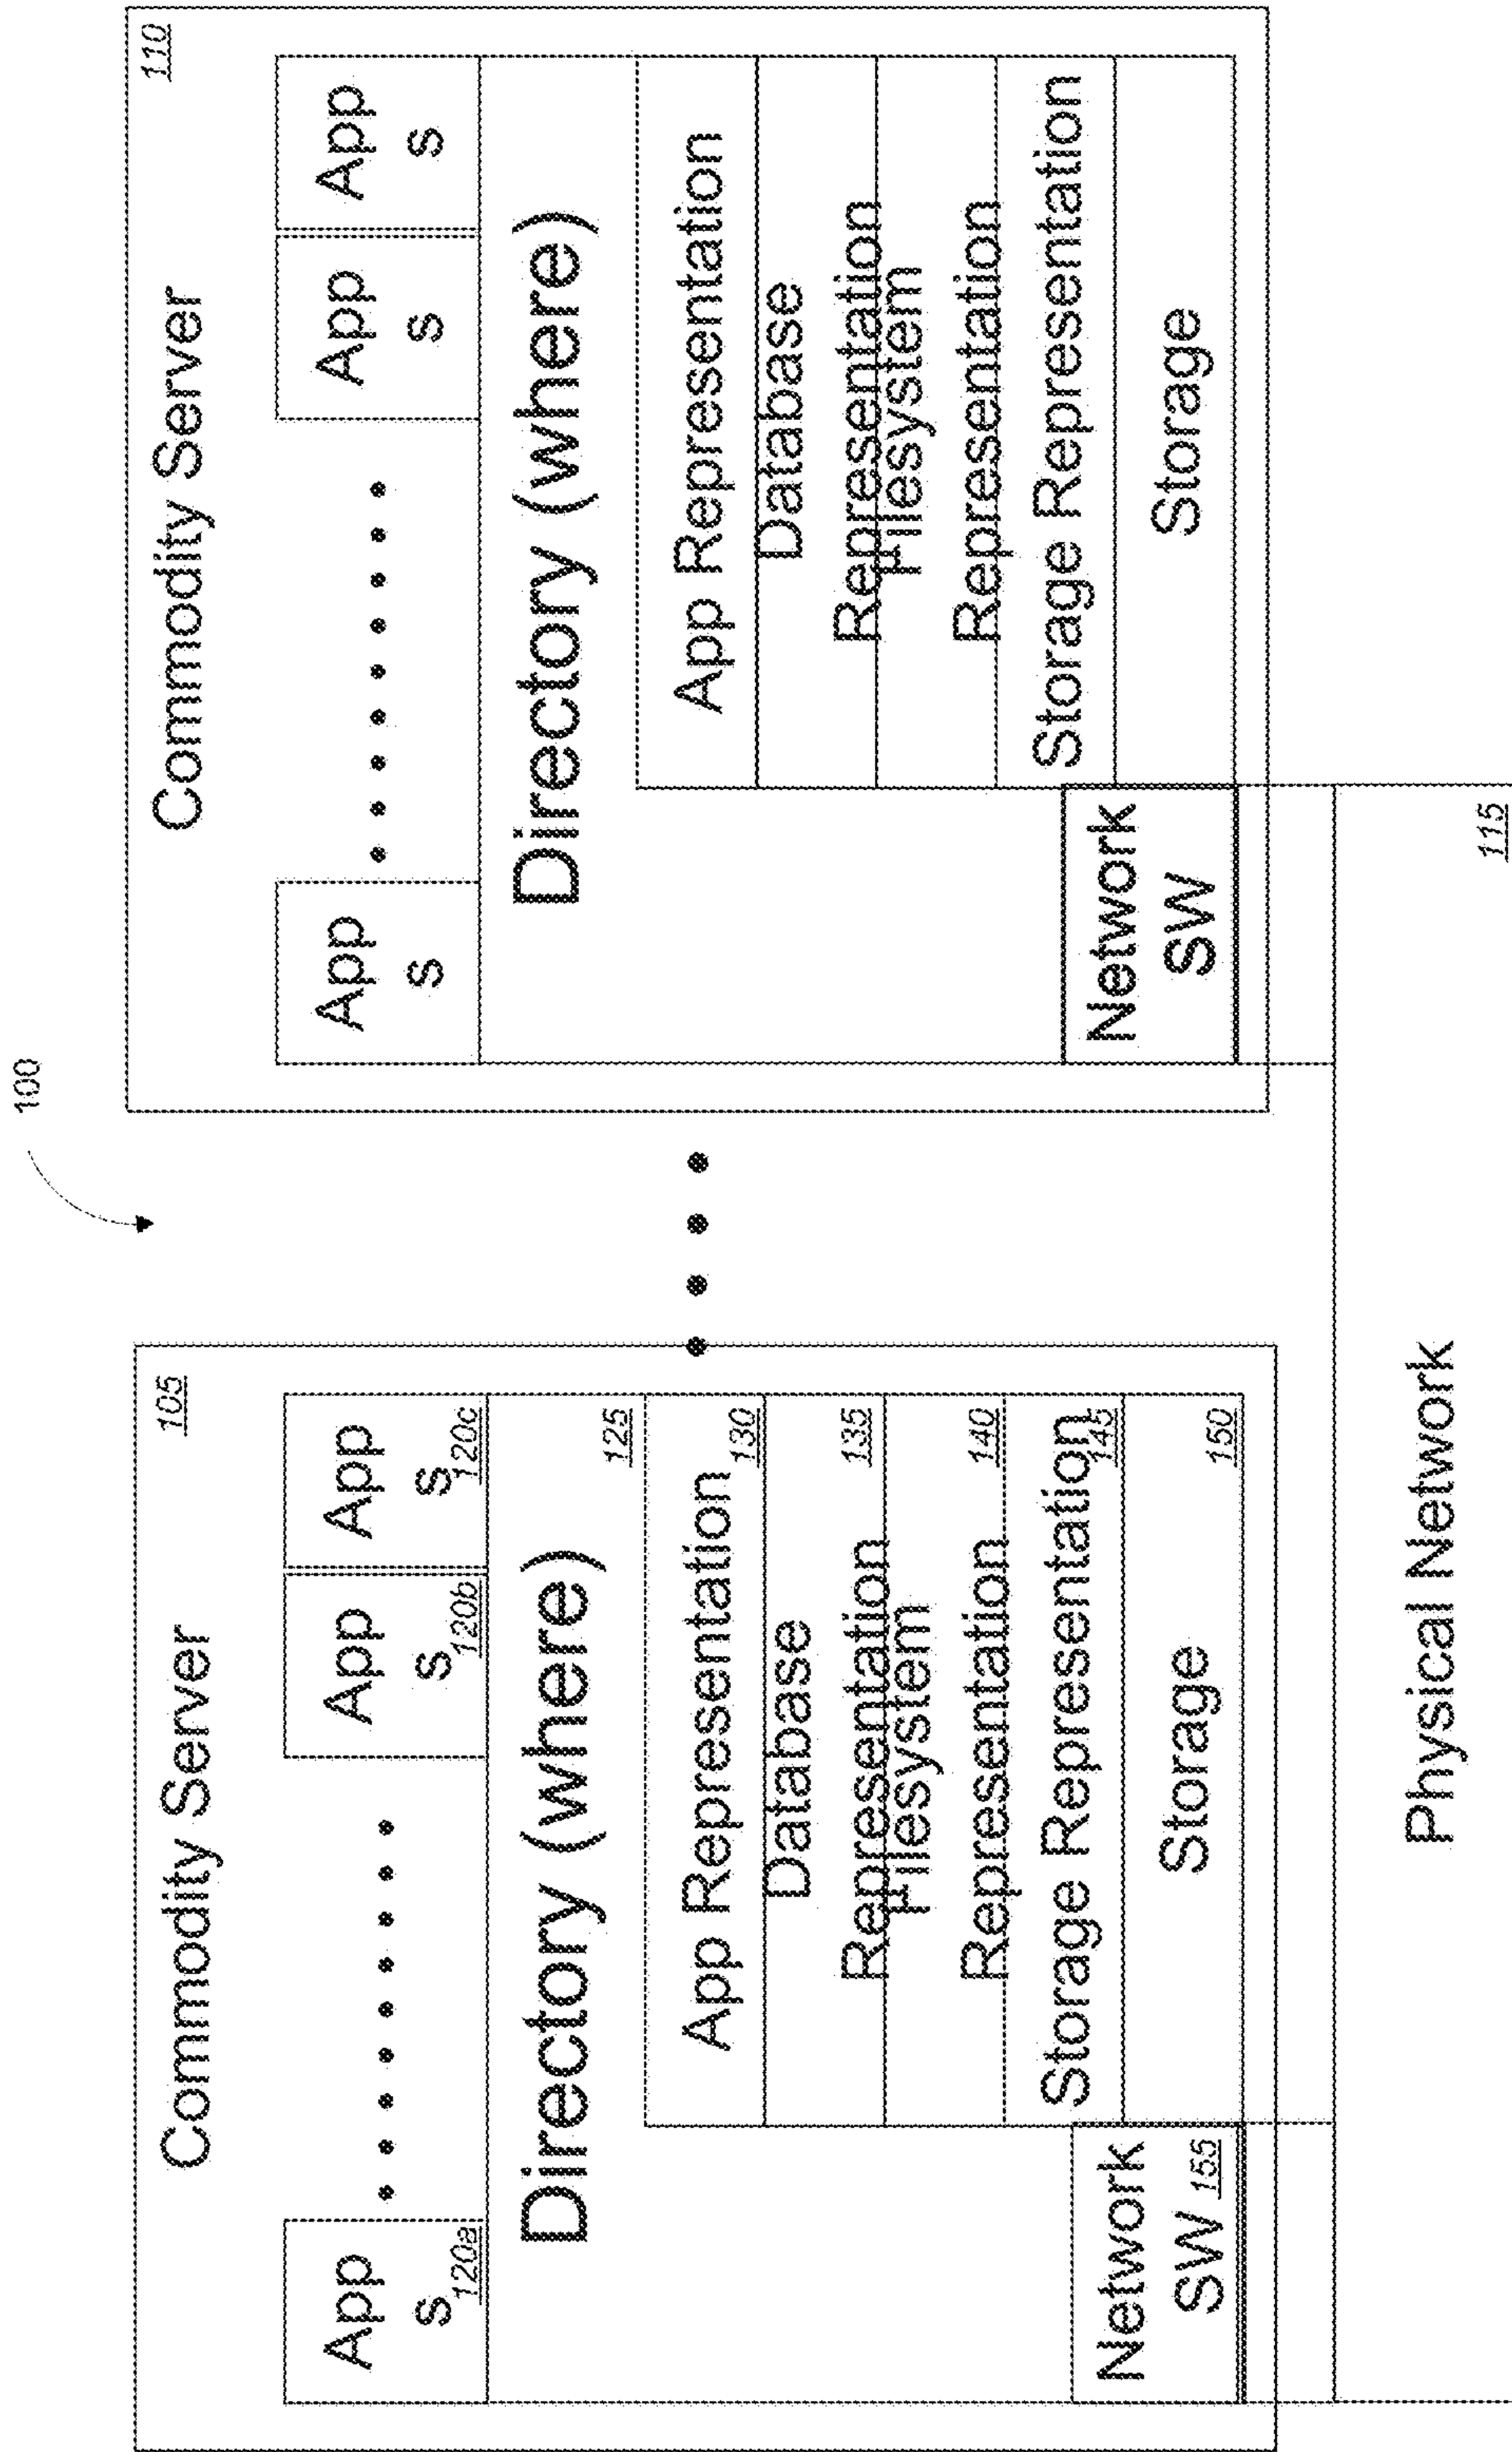 100
Commodity Server
105
App
s
120a
App
s
120b
App
s
120c
Directory (where)
125
App Representation
130
Database
Representation
135
Filesystem
Representation
140
Storage Representation
145
Storage
150
Network
SW 155
Commodity Server
110
App
s
App
s
App
s
Directory (where)
App Representation
Database
Representation
Filesystem
Representation
Storage Representation
Storage
Network
SW
Physical Network
115